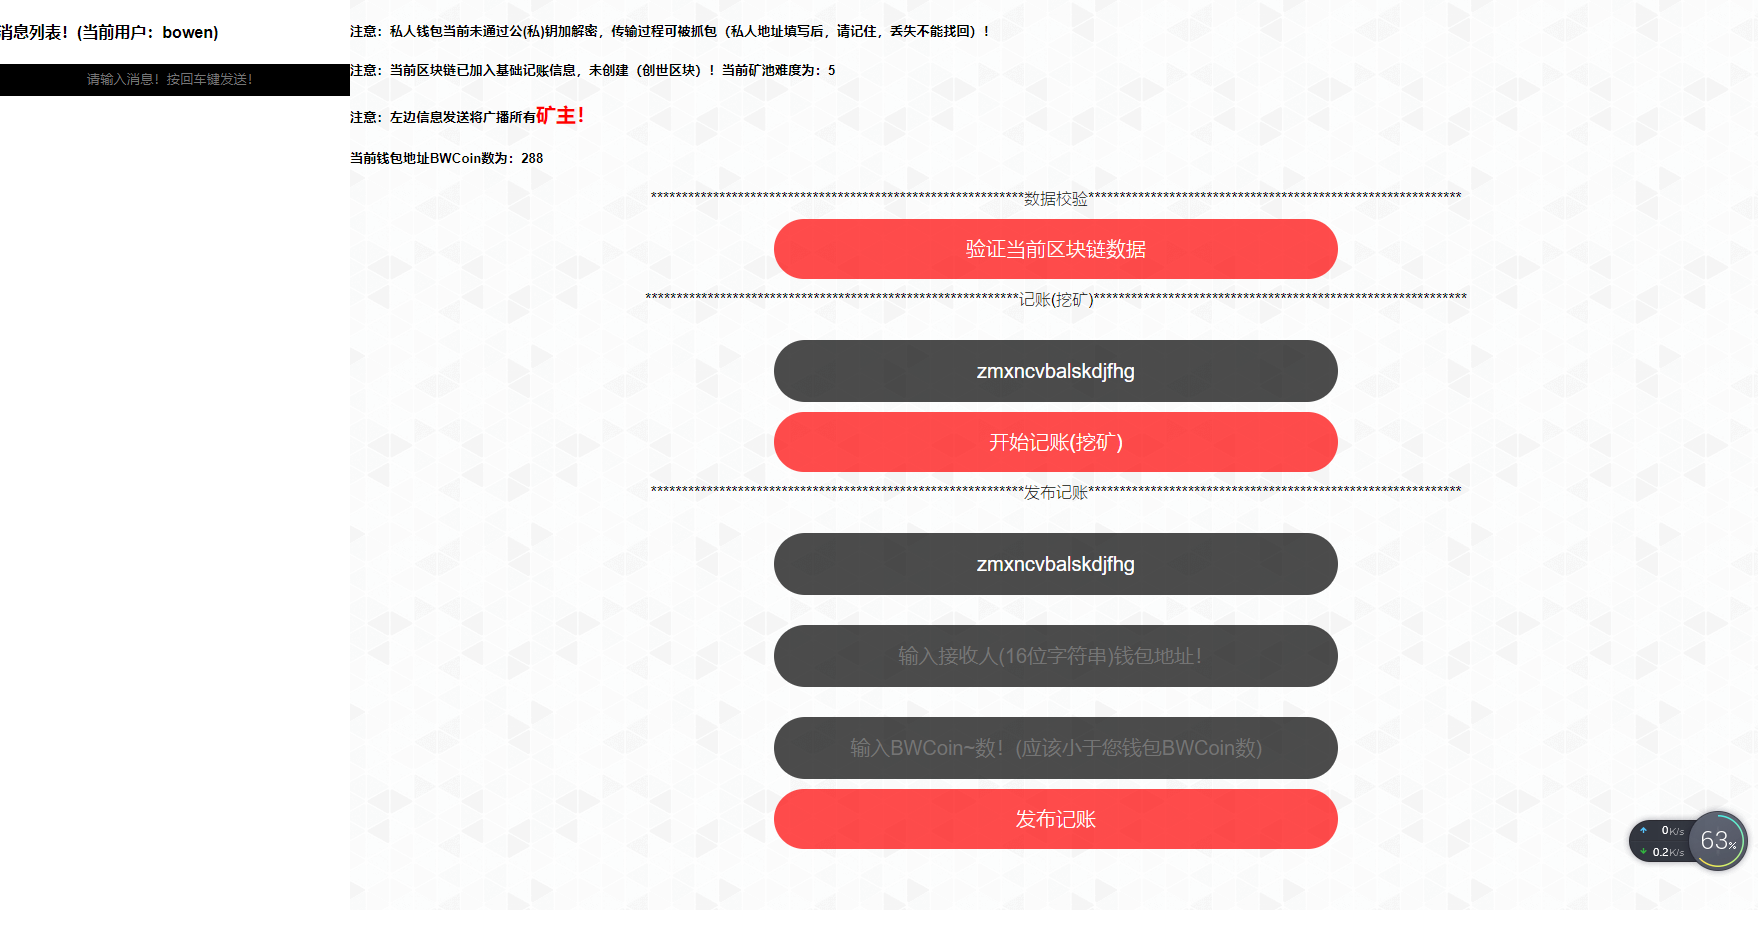 消息列表！(当前用户：bowen)
请输入消息！按回车键发送！
注意：私人钱包当前未通过公(私)钥加解密，传输过程可被抓包（私人地址填写后，请记住，丢失不能找回）！
注意：当前区块链已加入基础记账信息，未创建（创世区块）！当前矿池难度为：5
注意：左边信息发送将广播所有矿主！
当前钱包地址BWCoin数为：288
************************************************************数据校验************************************************************
验证当前区块链数据
************************************************************记账(挖矿)************************************************************
zmxncvbalskdjfhg
开始记账(挖矿)
************************************************************发布记账************************************************************
zmxncvbalskdjfhg
输入接收人(16位字符串)钱包地址！
输入BWCoin~数！(应该小于您钱包BWCoin数)
发布记账
0K/s
0.2K/s
63%